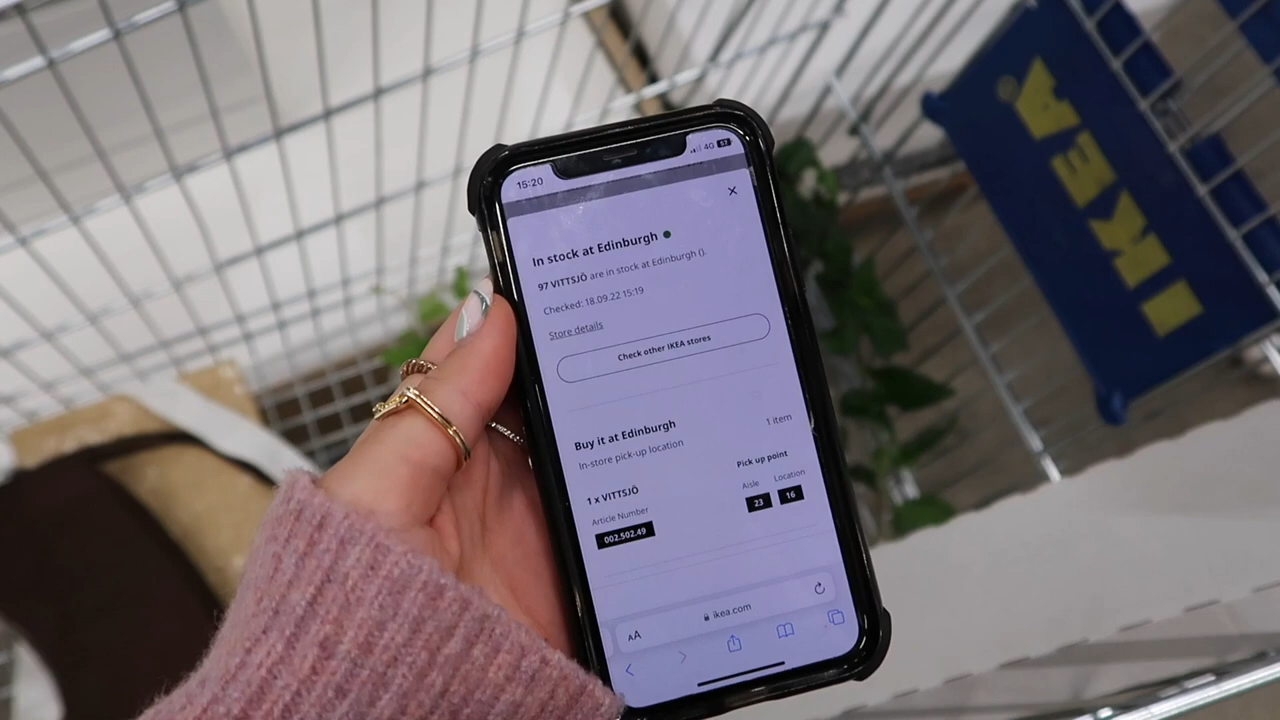 15:20
4G 57
In stock at Edinburgh
97 VITTSJÖ are in stock at Edinburgh ().
Checked: 18.09.22 15:19
Store details
Check other IKEA stores
Buy it at Edinburgh
1 item
In-store pick-up location
Pick up point
1 x VITTSJÖ
Aisle
Location
Article Number
23
16
002.502.49
AA
ikea.com
IKEA